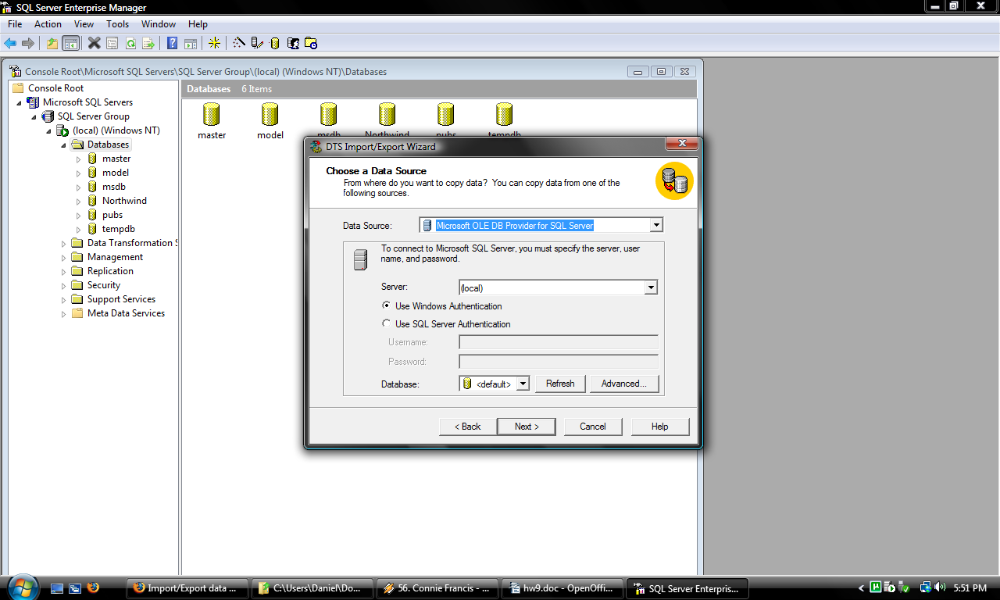 SQL Server Enterprise Manager
File Action View Tools Window Help
Console Root\Microsoft SQL Servers\SQL Server Group\(local) (Windows NT)\Databases
Console Root
Microsoft SQL Servers
SQL Server Group
(local) (Windows NT)
Databases
master
model
msdb
Northwind
pubs
tempdb
Data Transformation S
Management
Replication
Security
Support Services
Meta Data Services
Databases 6 Items
master model msdb Northwind pubs tempdb
DTS Import/Export Wizard
Choose a Data Source
From where do you want to copy data? You can copy data from one of the
following sources.
Data Source: Microsoft OLE DB Provider for SQL Server
To connect to Microsoft SQL Server, you must specify the server, user
name, and password.
Server: (local)
Use Windows Authentication
Use SQL Server Authentication
Username:
Password:
Database: <default> Refresh Advanced...
< Back Next > Cancel Help
Import/Export data ... C:\Users\Daniel\Do... 56. Connie Francis - ... hw9.doc - OpenOffi... SQL Server Enterpris... < 5:51 PM